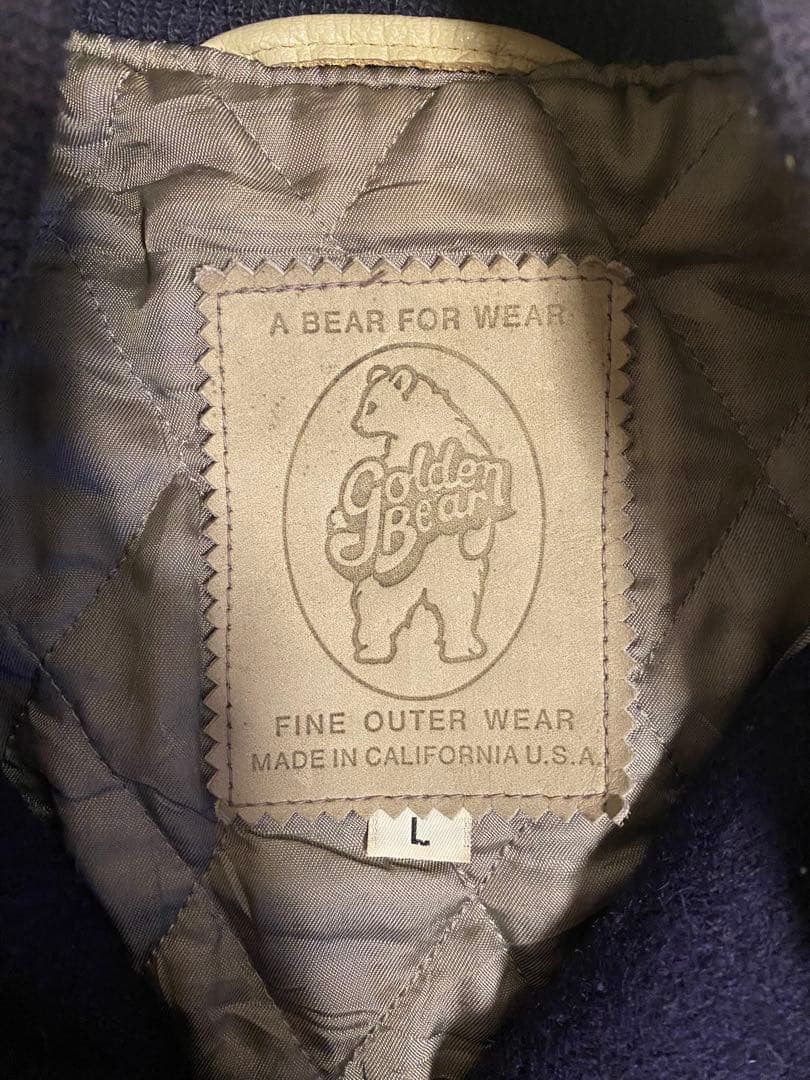 A BEAR FOR WEAR
Golden
Bear
FINE OUTER WEAR
MADE IN CALIFORNIA U.S.A.
L